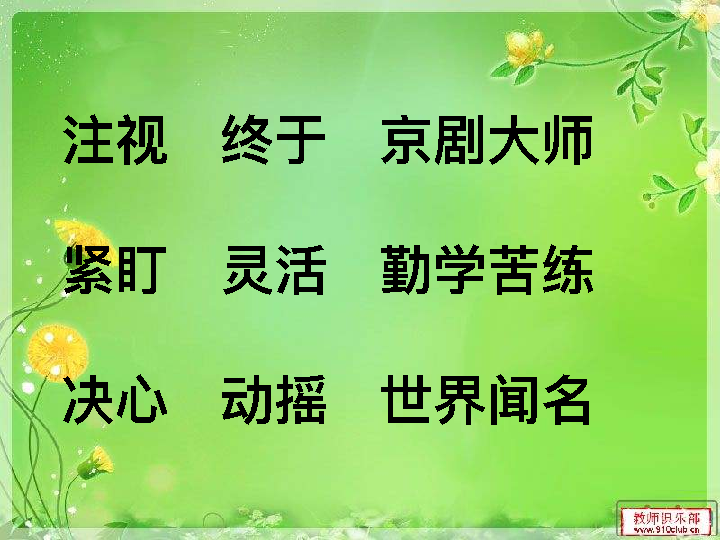 注视 终于 京剧大师
紧盯 灵活 勤学苦练
决心 动摇 世界闻名
教师俱乐部
www.910club.cn